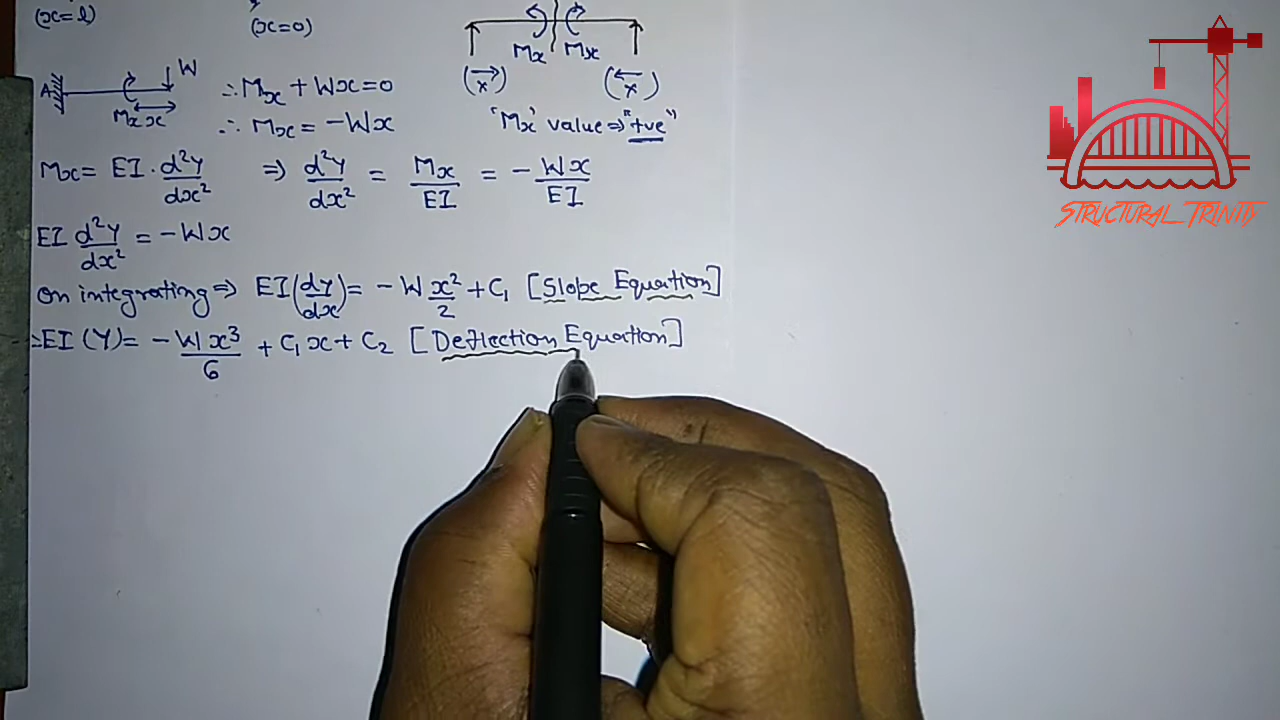 (x=l)
(x=0)
Mx Mx
(→x) (←x)
'Mx' value⇒"+ve"
A W
Mx x
∴ Mx + Wx = 0
∴ Mx = -Wx
Mx = EI · d²y/dx² ⇒ d²y/dx² = Mx/EI = - Wx/EI
EI d²y/dx² = -Wx
On integrating ⇒ EI(dy/dx) = - W x²/2 + C₁ [Slope Equation]
⇒ EI (Y) = - W x³/6 + C₁x + C₂ [Deflection Equation]
STRUCTURAL_TRINITY